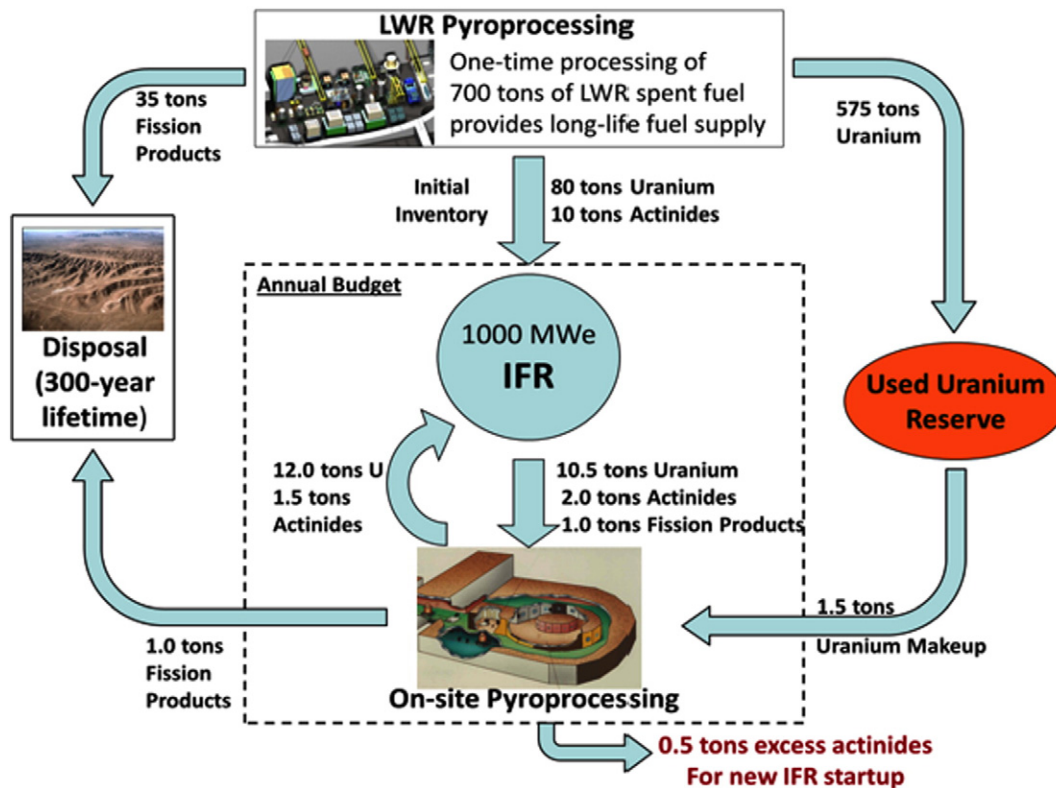 LWR Pyroprocessing
One-time processing of
700 tons of LWR spent fuel
provides long-life fuel supply
35 tons
Fission
Products
575 tons
Uranium
Initial
Inventory
80 tons Uranium
10 tons Actinides
Annual Budget
1000 MWe
IFR
Disposal
(300-year
lifetime)
Used Uranium
Reserve
12.0 tons U
1.5 tons
Actinides
10.5 tons Uranium
2.0 tons Actinides
1.0 tons Fission Products
1.5 tons
Uranium Makeup
1.0 tons
Fission
Products
On-site Pyroprocessing
0.5 tons excess actinides
For new IFR startup